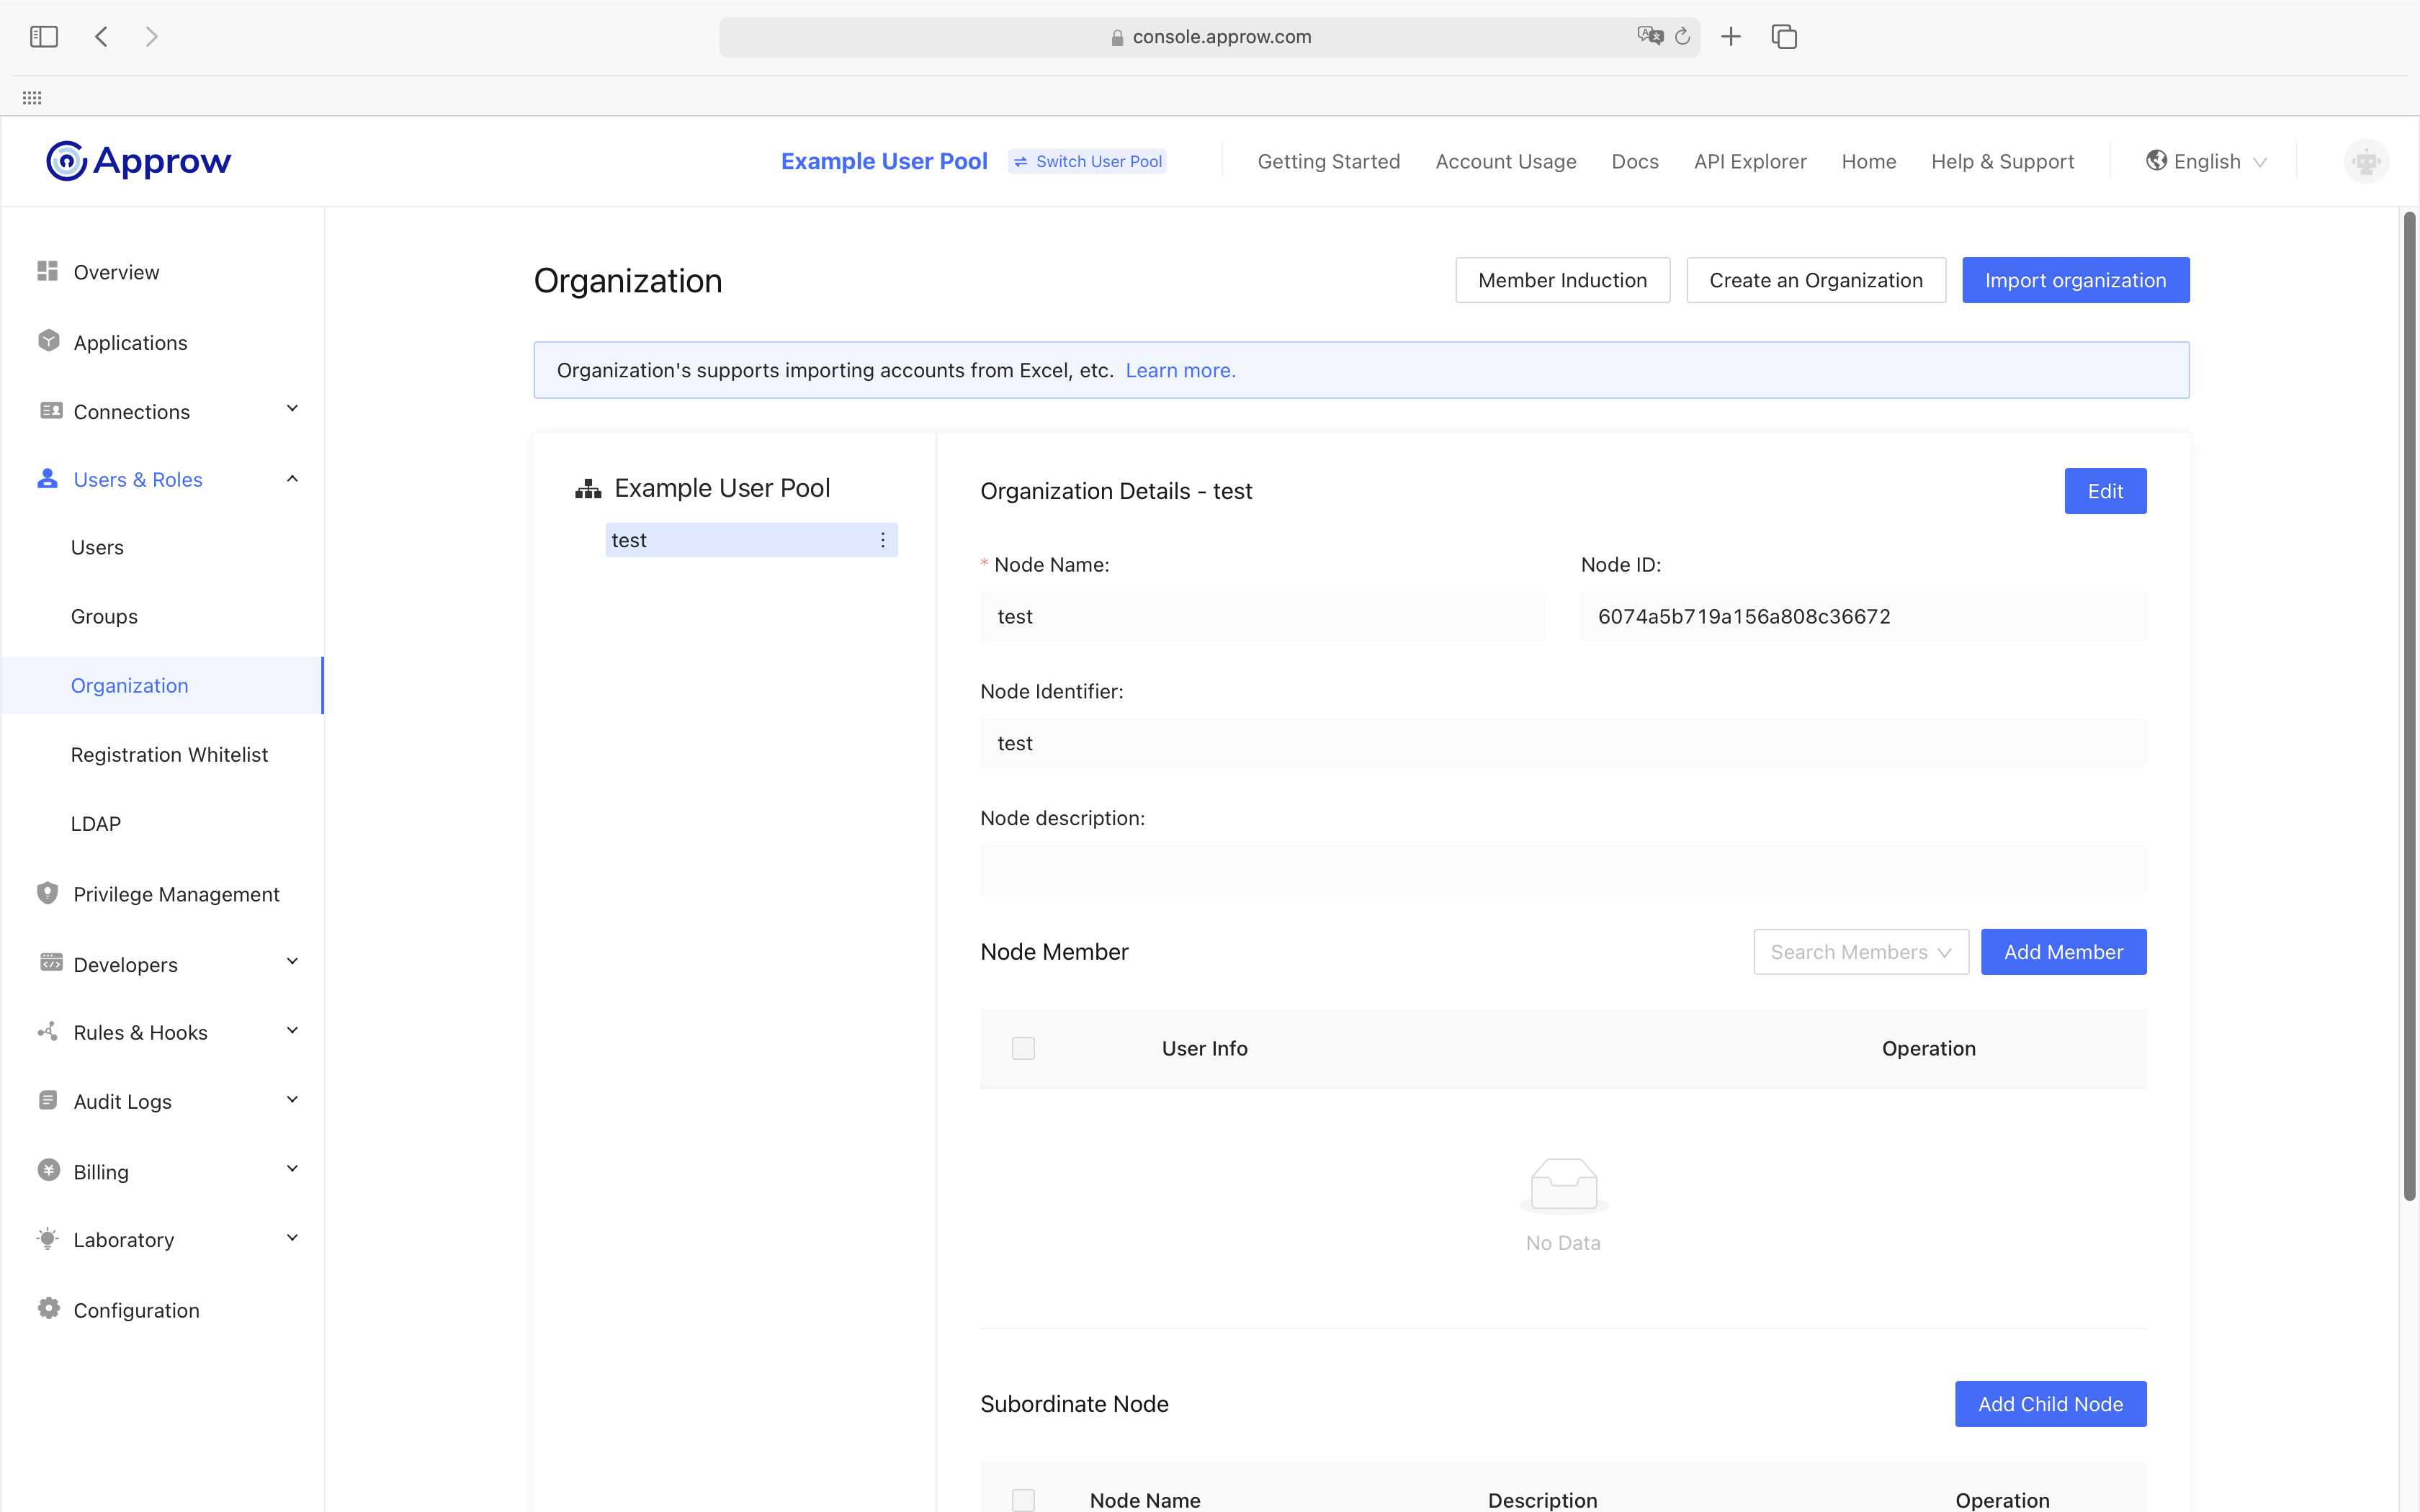 console.approw.com
Approw
Example User Pool
Switch User Pool
Getting Started
Account Usage
Docs
API Explorer
Home
Help & Support
English
Overview
Applications
Connections
Users & Roles
Users
Groups
Organization
Registration Whitelist
LDAP
Privilege Management
Developers
Rules & Hooks
Audit Logs
Billing
Laboratory
Configuration
Organization
Member Induction
Create an Organization
Import organization
Organization's supports importing accounts from Excel, etc. Learn more.
Example User Pool
test
Organization Details - test
Edit
* Node Name:
test
Node ID:
6074a5b719a156a808c36672
Node Identifier:
test
Node description:
Node Member
Search Members
Add Member
User Info
Operation
No Data
Subordinate Node
Add Child Node
Node Name
Description
Operation